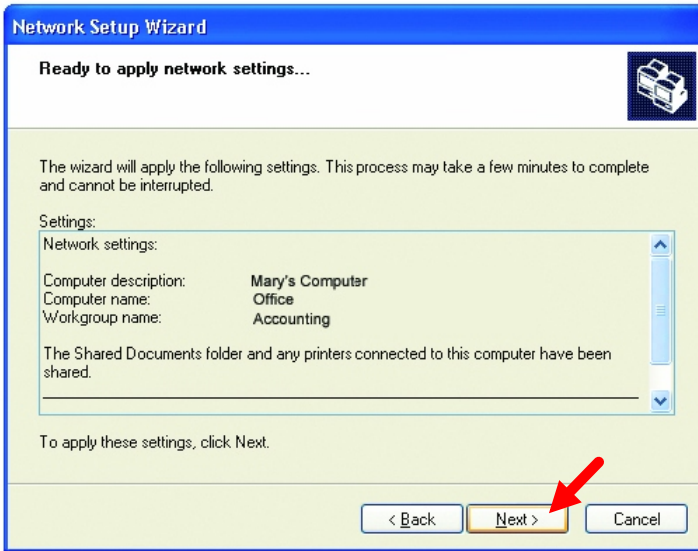 Network Setup Wizard
Ready to apply network settings...
The wizard will apply the following settings. This process may take a few minutes to complete
and cannot be interrupted.
Settings:
Network settings:
Computer description: Mary's Computer
Computer name: Office
Workgroup name: Accounting
The Shared Documents folder and any printers connected to this computer have been
shared.
To apply these settings, click Next.
< Back Next > Cancel